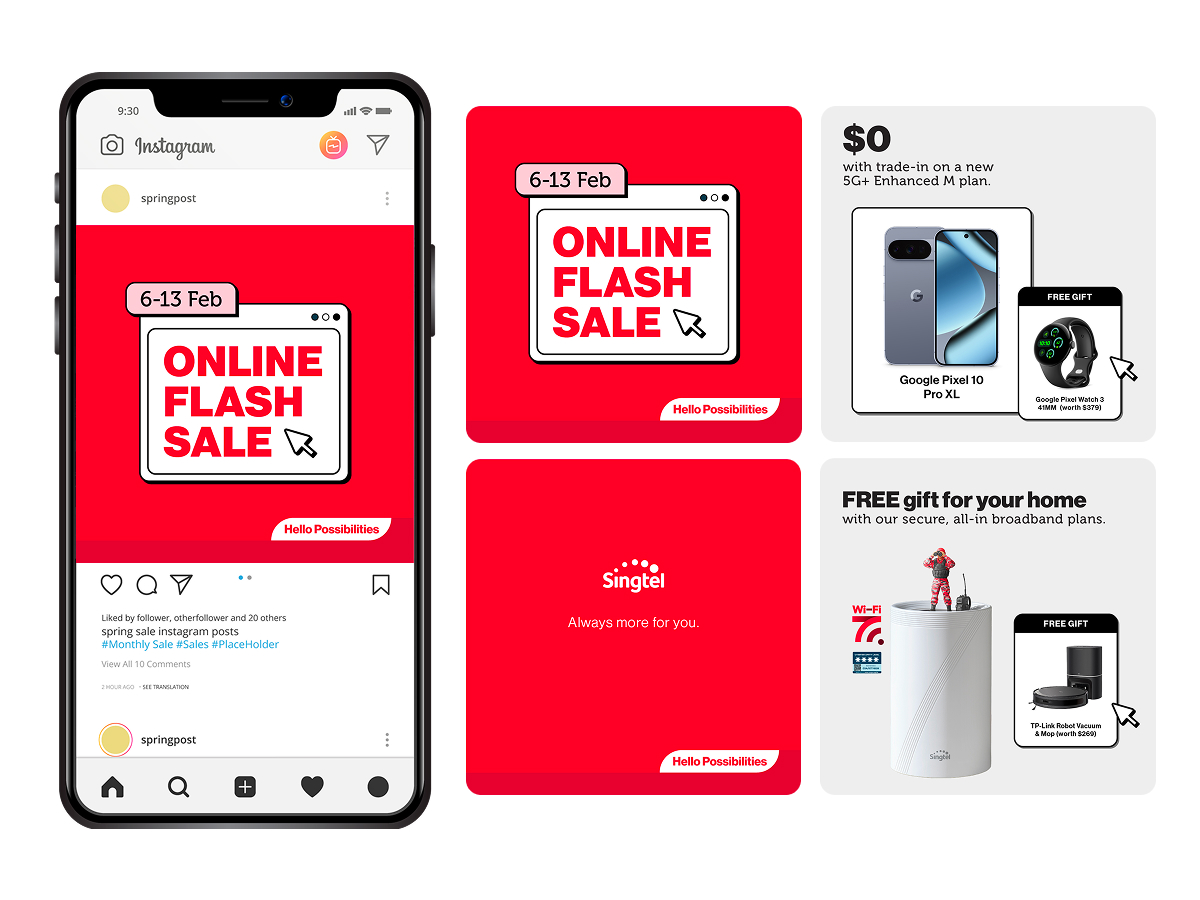 9:30
Instagram
springpost
6-13 Feb
ONLINE
FLASH
SALE
Hello Possibilities
Liked by follower, otherfollower and 20 others
spring sale instagram posts
#Monthly Sale #Sales #PlaceHolder
View All 10 Comments
2 HOUR AGO • SEE TRANSLATION
springpost
6-13 Feb
ONLINE
FLASH
SALE
Hello Possibilities
$0
with trade-in on a new
5G+ Enhanced M plan.
G
Google Pixel 10
Pro XL
FREE GIFT
10:10
Google Pixel Watch 3
41MM (worth $379)
Singtel
Always more for you.
Hello Possibilities
FREE gift for your home
with our secure, all-in broadband plans.
Wi-Fi
7
Singtel
FREE GIFT
TP-Link Robot Vacuum
& Mop (worth $269)